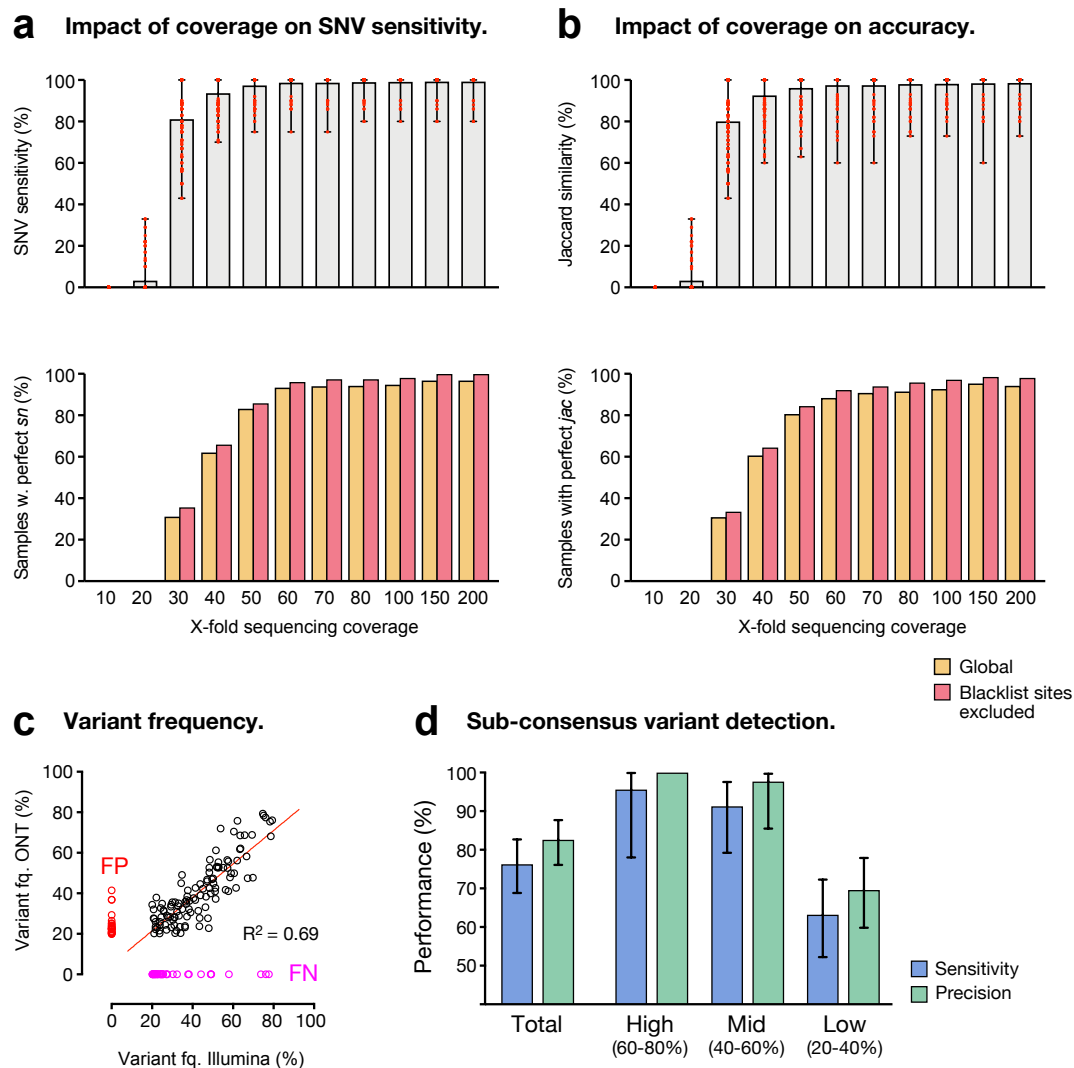 a Impact of coverage on SNV sensitivity.
SNV sensitivity (%)
100
80
60
40
20
0
Samples w. perfect sn (%)
100
80
60
40
20
0
10 20 30 40 50 60 70 80 100 150 200
X-fold sequencing coverage
b Impact of coverage on accuracy.
Jaccard similarity (%)
100
80
60
40
20
0
Samples with perfect jac (%)
100
80
60
40
20
0
10 20 30 40 50 60 70 80 100 150 200
X-fold sequencing coverage
Global
Blacklist sites
excluded
c Variant frequency.
Variant fq. ONT (%)
100
80
60
40
20
0
FP
R2 = 0.69
FN
0 20 40 60 80 100
Variant fq. Illumina (%)
d Sub-consensus variant detection.
Performance (%)
100
90
80
70
60
50
Total High Mid Low
(60-80%) (40-60%) (20-40%)
Sensitivity
Precision